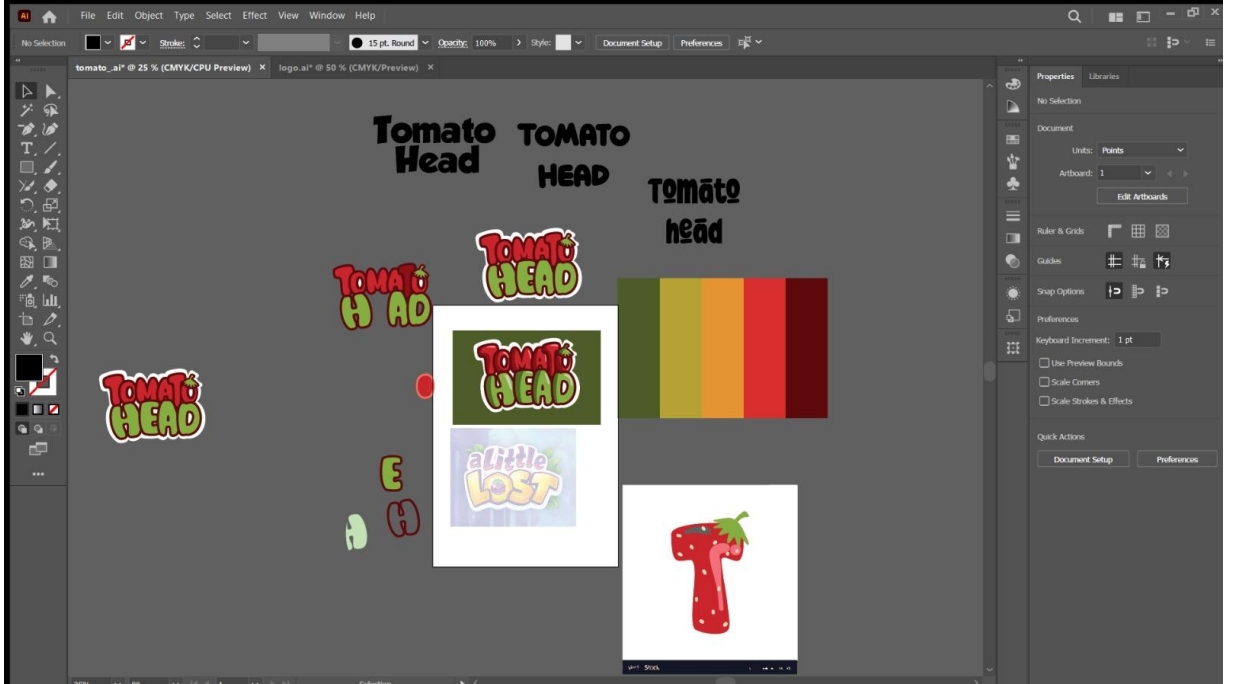 Ai File Edit Object Type Select Effect View Window Help
No Selection Stroke: 15 pt. Round Opacity: 100% Style: Document Setup Preferences
tomato_.ai* @ 25 % (CMYK/CPU Preview) × logo.ai* @ 50 % (CMYK/Preview) ×
Tomato
Head
TOMATO
HEAD
Tomāto
heād
TOMATO
HEAD
TOMATO
H AD
TOMATO
HEAD
TOMATO
HEAD
E
H
A
a Little
LOST
T
Stock
Properties Libraries
No Selection
Document
Units: Points
Artboard: 1
Edit Artboards
Ruler & Grids
Guides
Snap Options
Preferences
Keyboard Increment: 1 pt
Use Preview Bounds
Scale Corners
Scale Strokes & Effects
Quick Actions
Document Setup Preferences